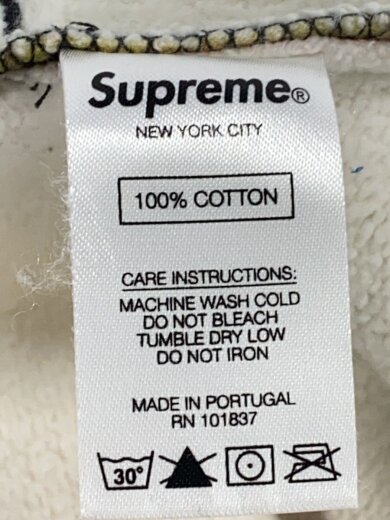 Supreme®
NEW YORK CITY
100% COTTON
CARE INSTRUCTIONS:
MACHINE WASH COLD
DO NOT BLEACH
TUMBLE DRY LOW
DO NOT IRON
MADE IN PORTUGAL
RN 101837
30°